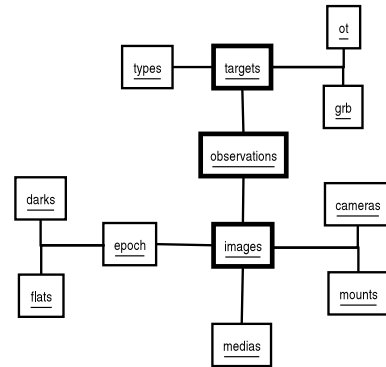 ot
types
targets
grb
observations
darks
cameras
epoch
images
flats
mounts
medias